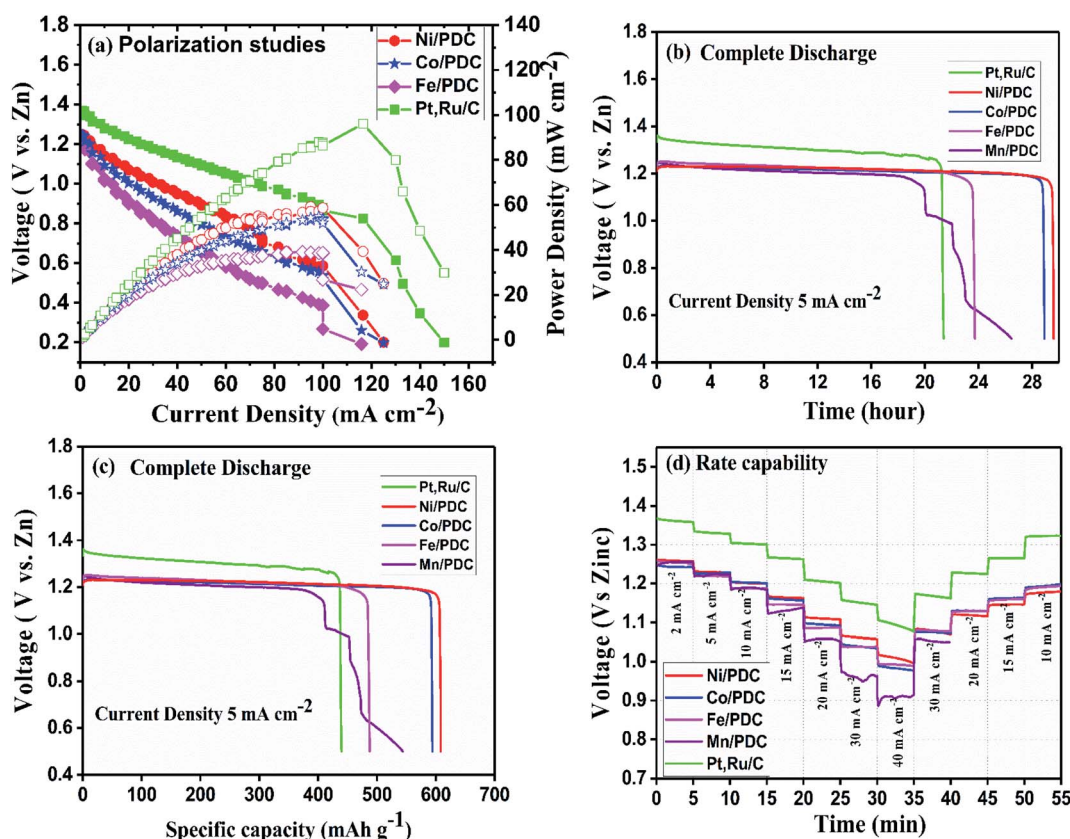 (a) Polarization studies
Ni/PDC
Co/PDC
Fe/PDC
Pt,Ru/C
1.8
1.6
1.4
1.2
1.0
0.8
0.6
0.4
0.2
Voltage ( V vs. Zn)
140
120
100
80
60
40
20
0
Power Density (mW cm-2)
0 20 40 60 80 100 120 140 160
Current Density (mA cm-2)
(b) Complete Discharge
Pt,Ru/C
Ni/PDC
Co/PDC
Fe/PDC
Mn/PDC
1.8
1.6
1.4
1.2
1.0
0.8
0.6
0.4
Voltage ( V vs. Zn)
Current Density 5 mA cm-2
0 4 8 12 16 20 24 28
Time (hour)
(c) Complete Discharge
Pt,Ru/C
Ni/PDC
Co/PDC
Fe/PDC
Mn/PDC
1.8
1.6
1.4
1.2
1.0
0.8
0.6
0.4
Voltage ( V vs. Zn)
Current Density 5 mA cm-2
0 100 200 300 400 500 600 700
Specific capacity (mAh g-1)
(d) Rate capability
1.5
1.4
1.3
1.2
1.1
1.0
0.9
0.8
0.7
Voltage (Vs Zinc)
2 mA cm-2
5 mA cm-2
10 mA cm-2
15 mA cm-2
20 mA cm-2
30 mA cm-2
40 mA cm-2
30 mA cm-2
20 mA cm-2
15 mA cm-2
10 mA cm-2
Ni/PDC
Co/PDC
Fe/PDC
Mn/PDC
Pt,Ru/C
0 5 10 15 20 25 30 35 40 45 50 55
Time (min)